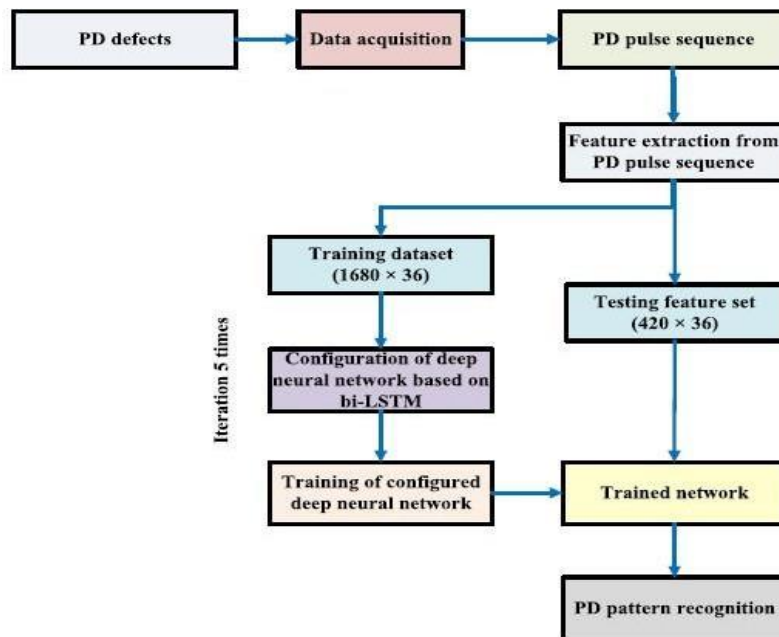 PD defects
Data acquisition
PD pulse sequence
Feature extraction from
PD pulse sequence
Training dataset
(1680 × 36)
Testing feature set
(420 × 36)
Iteration 5 times
Configuration of deep
neural network based on
bi-LSTM
Training of configured
deep neural network
Trained network
PD pattern recognition